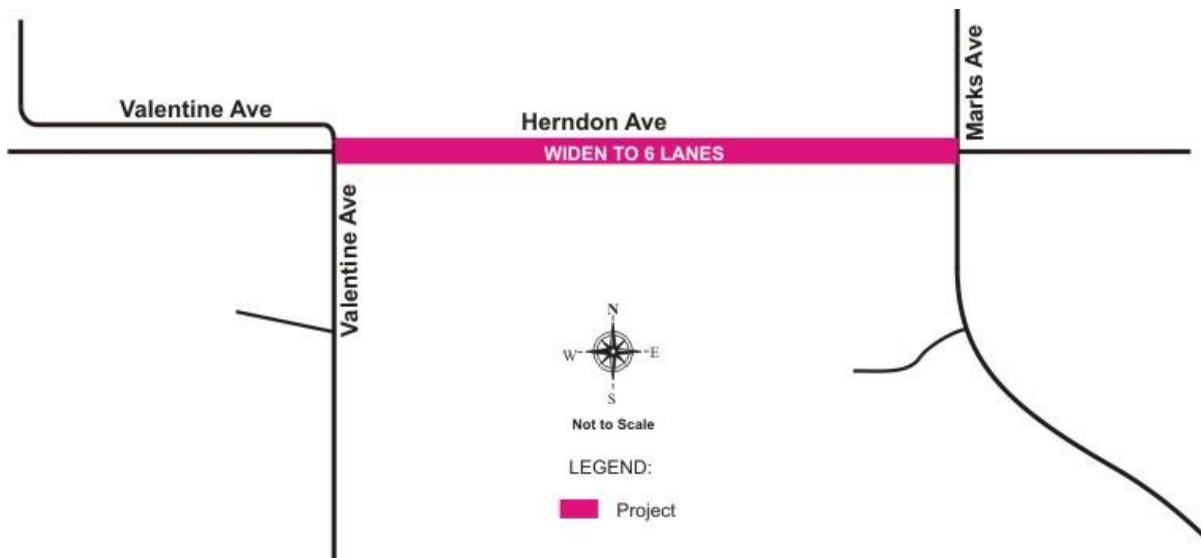 Marks Ave
Valentine Ave
Herndon Ave
WIDEN TO 6 LANES
Valentine Ave
N
W
E
S
Not to Scale
LEGEND:
Project